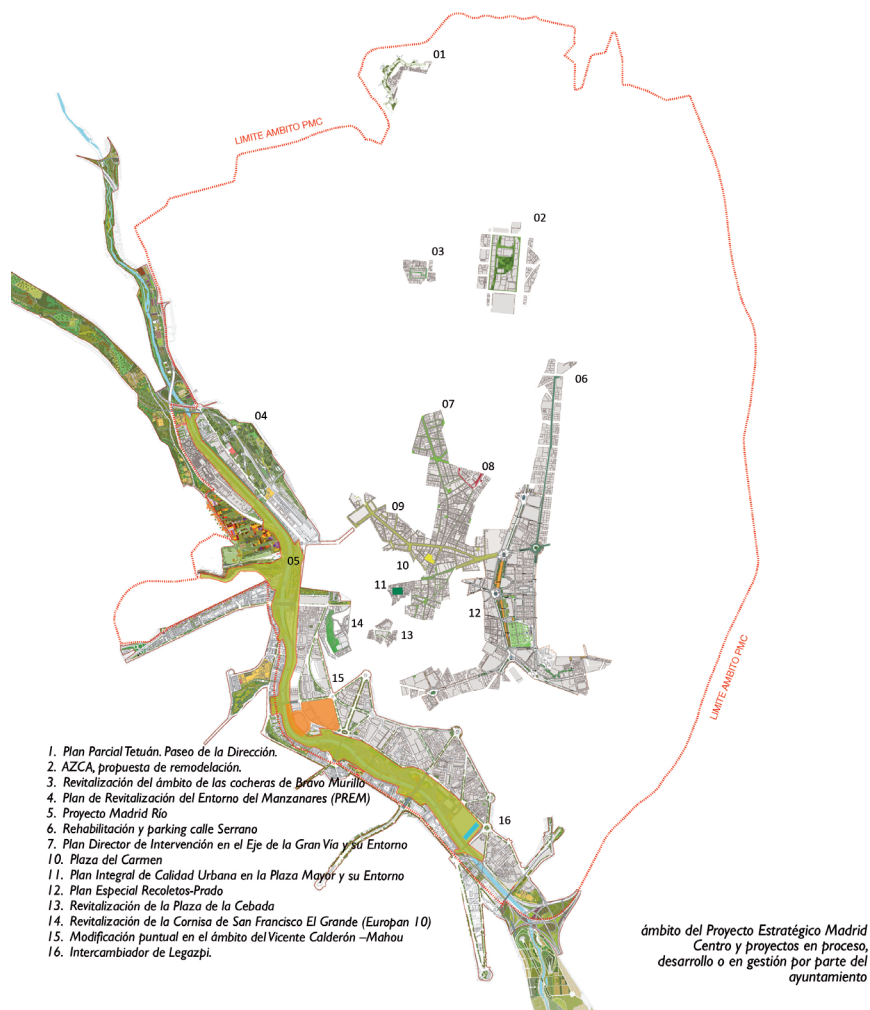 01
LIMITE AMBITO PMC
02
03
06
07
04
08
09
10
05
11
12
14
13
LIMITE AMBITO PMC
15
16
1. Plan Parcial Tetuán. Paseo de la Dirección.
2. AZCA, propuesta de remodelación.
3. Revitalización del ámbito de las cocheras de Bravo Murillo
4. Plan de Revitalización del Entorno del Manzanares (PREM)
5. Proyecto Madrid Río
6. Rehabilitación y parking calle Serrano
7. Plan Director de Intervención en el Eje de la Gran Vía y su Entorno
10. Plaza del Carmen
11. Plan Integral de Calidad Urbana en la Plaza Mayor y su Entorno
12. Plan Especial Recoletos-Prado
13. Revitalización de la Plaza de la Cebada
14. Revitalización de la Cornisa de San Francisco El Grande (Europan 10)
15. Modificación puntual en el ámbito del Vicente Calderón –Mahou
16. Intercambiador de Legazpi.
ámbito del Proyecto Estratégico Madrid
Centro y proyectos en proceso,
desarrollo o en gestión por parte del
ayuntamiento